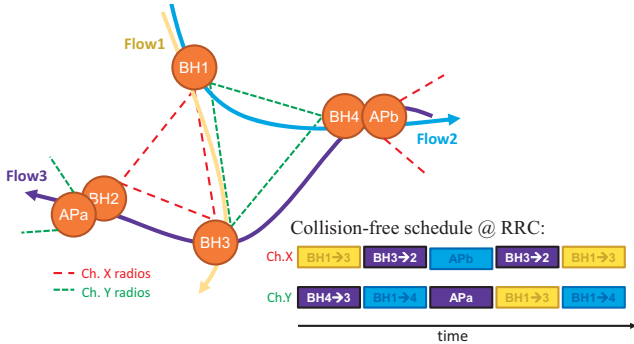 Flow1
BH1
BH4 APb
Flow2
Flow3
BH2
APa
BH3
Collision-free schedule @ RRC:
Ch.X BH1→3 BH3→2 APb BH3→2 BH1→3
Ch. X radios
Ch. Y radios
Ch.Y BH4→3 BH1→4 APa BH1→3 BH1→4
time